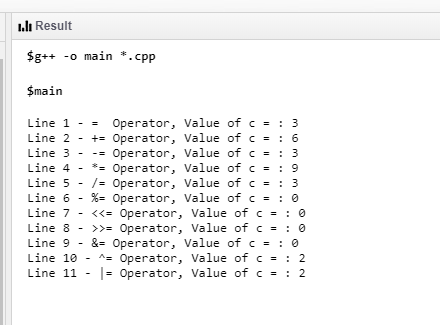 Result
$g++ -o main *.cpp
$main
Line 1 - =  Operator, Value of c = : 3
Line 2 - += Operator, Value of c = : 6
Line 3 - -= Operator, Value of c = : 3
Line 4 - *= Operator, Value of c = : 9
Line 5 - /= Operator, Value of c = : 3
Line 6 - %= Operator, Value of c = : 0
Line 7 - <<= Operator, Value of c = : 0
Line 8 - >>= Operator, Value of c = : 0
Line 9 - &= Operator, Value of c = : 0
Line 10 - ^= Operator, Value of c = : 2
Line 11 - |= Operator, Value of c = : 2